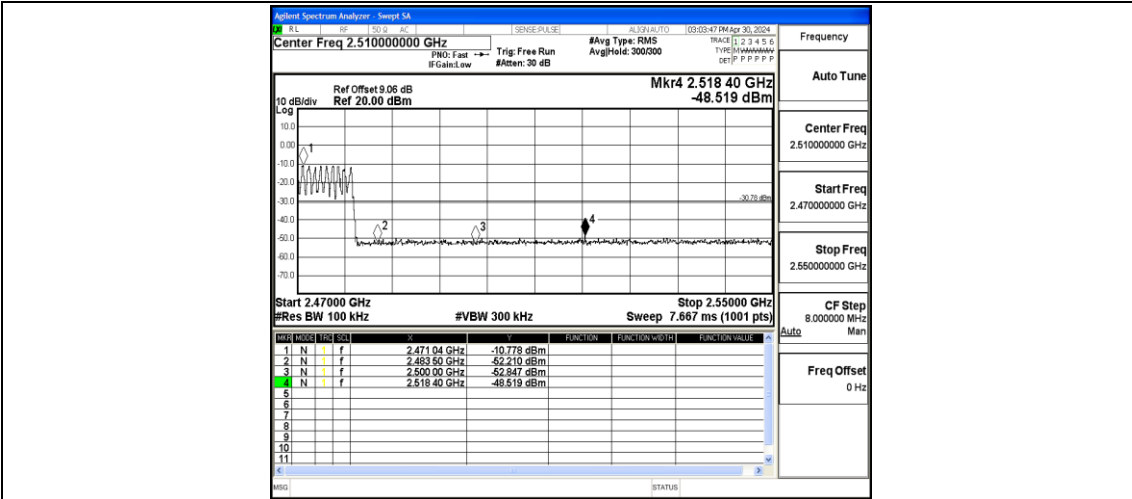 Agilent Spectrum Analyzer - Swept SA
RL RF 50 Ω AC SENSE:PULSE ALIGN AUTO 03:03:47 PM Apr 30, 2024
Center Freq 2.510000000 GHz
PNO: Fast
IFGain:Low
Trig: Free Run
#Atten: 30 dB
#Avg Type: RMS
Avg|Hold: 300/300
TRACE 1 2 3 4 5 6
TYPE M
DET P P P P P P
Ref Offset 9.06 dB
10 dB/div Ref 20.00 dBm
Log
Mkr4 2.518 40 GHz
-48.519 dBm
10.0
0.00
-10.0
-20.0
-30.0
-40.0
-50.0
-60.0
-70.0
1
2
3
4
-30.78 dBm
Start 2.47000 GHz Stop 2.55000 GHz
#Res BW 100 kHz #VBW 300 kHz Sweep 7.667 ms (1001 pts)
MKR MODE TRC SCL X Y FUNCTION FUNCTION WIDTH FUNCTION VALUE
1 N 1 f 2.471 04 GHz -10.778 dBm
2 N 1 f 2.483 50 GHz -52.210 dBm
3 N 1 f 2.500 00 GHz -52.847 dBm
4 N 1 f 2.518 40 GHz -48.519 dBm
5
6
7
8
9
10
11
MSG STATUS
Frequency
Auto Tune
Center Freq
2.510000000 GHz
Start Freq
2.470000000 GHz
Stop Freq
2.550000000 GHz
CF Step
8.000000 MHz
Auto Man
Freq Offset
0 Hz